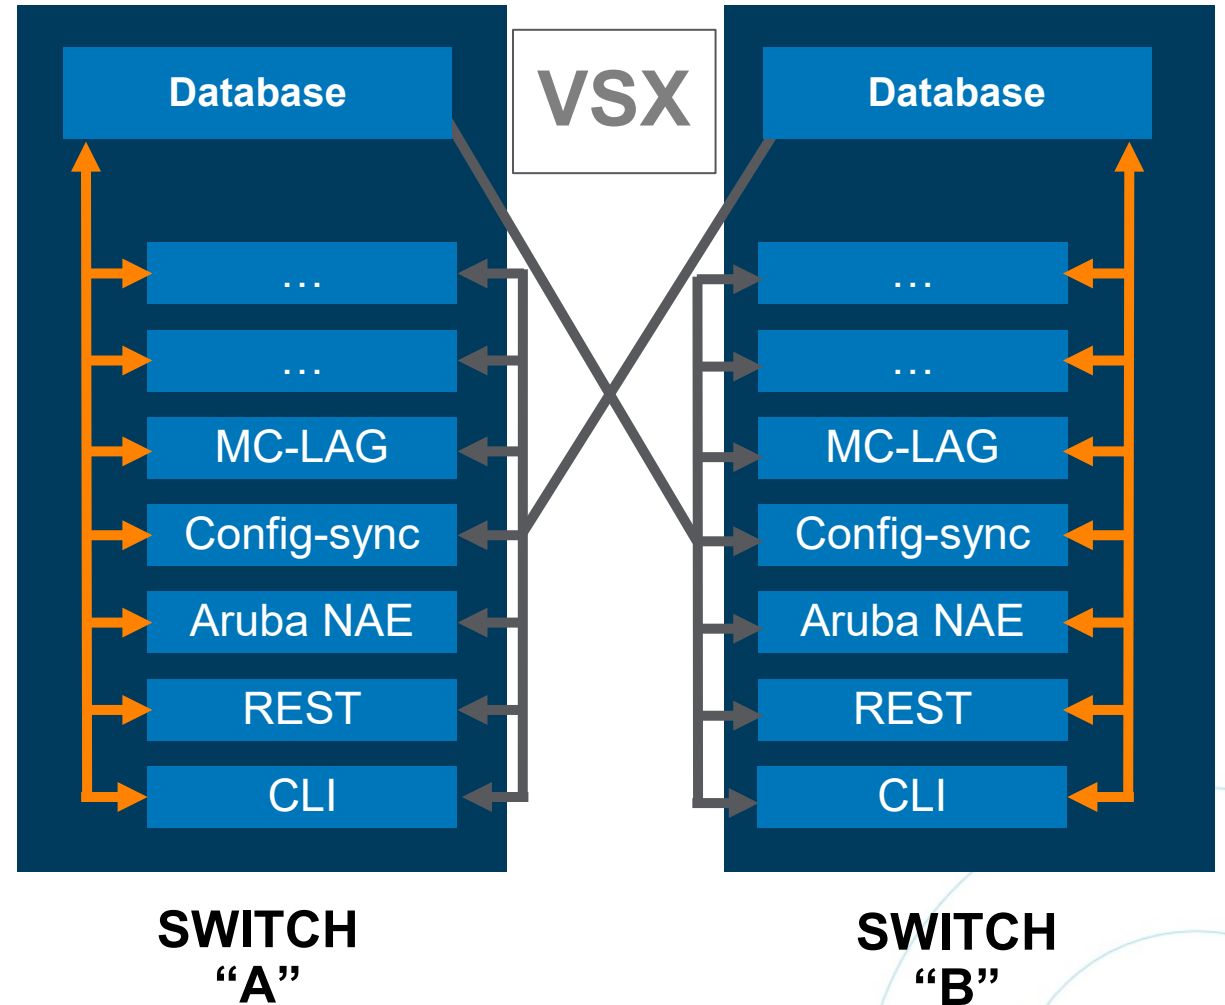 Database
VSX
Database
…
…
MC-LAG
Config-sync
Aruba NAE
REST
CLI
…
…
MC-LAG
Config-sync
Aruba NAE
REST
CLI
SWITCH
“A”
SWITCH
“B”